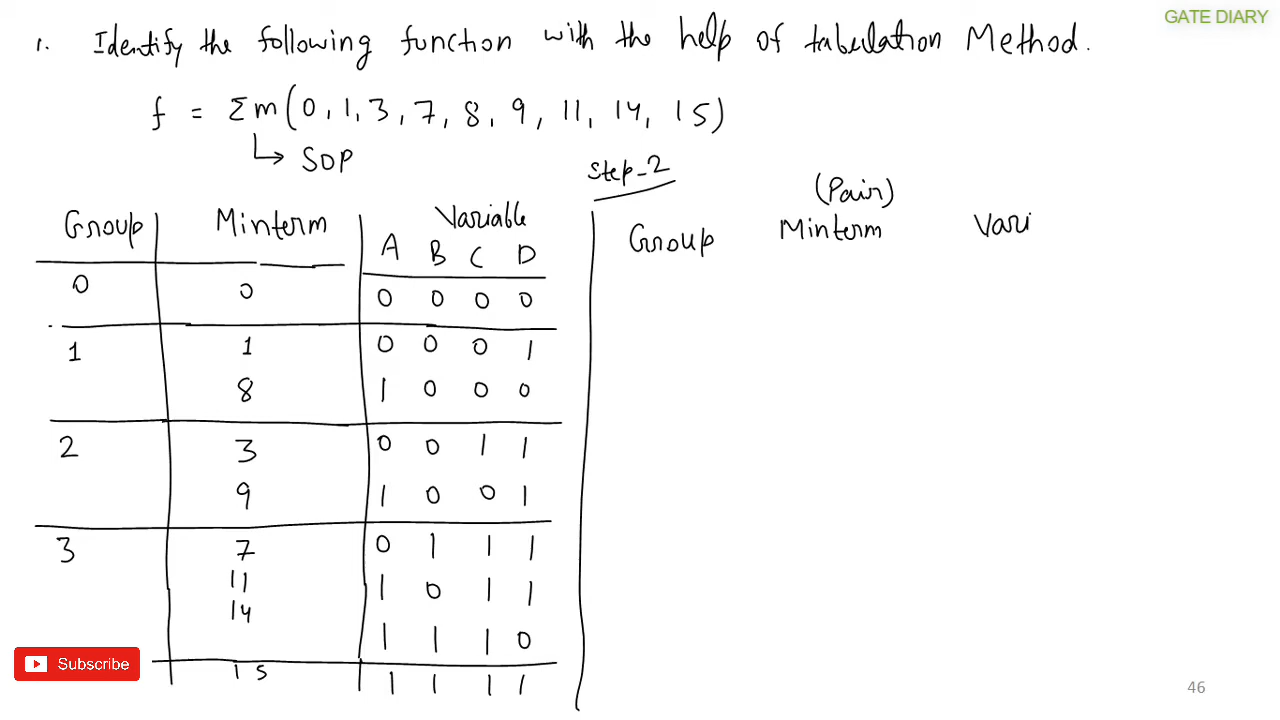 GATE DIARY
1. Identify the following function with the help of tabulation Method.
f = Σm(0, 1, 3, 7, 8, 9, 11, 14, 15)
↳ SOP
Step-2
Group Minterm Variable
A B C D
0 0 0 0 0 0
1 1 0 0 0 1
8 1 0 0 0
2 3 0 0 1 1
9 1 0 0 1
3 7 0 1 1 1
11 1 0 1 1
14 1 1 1 0
15 1 1 1 1
(Pair)
Group Minterm Vari
Subscribe
46